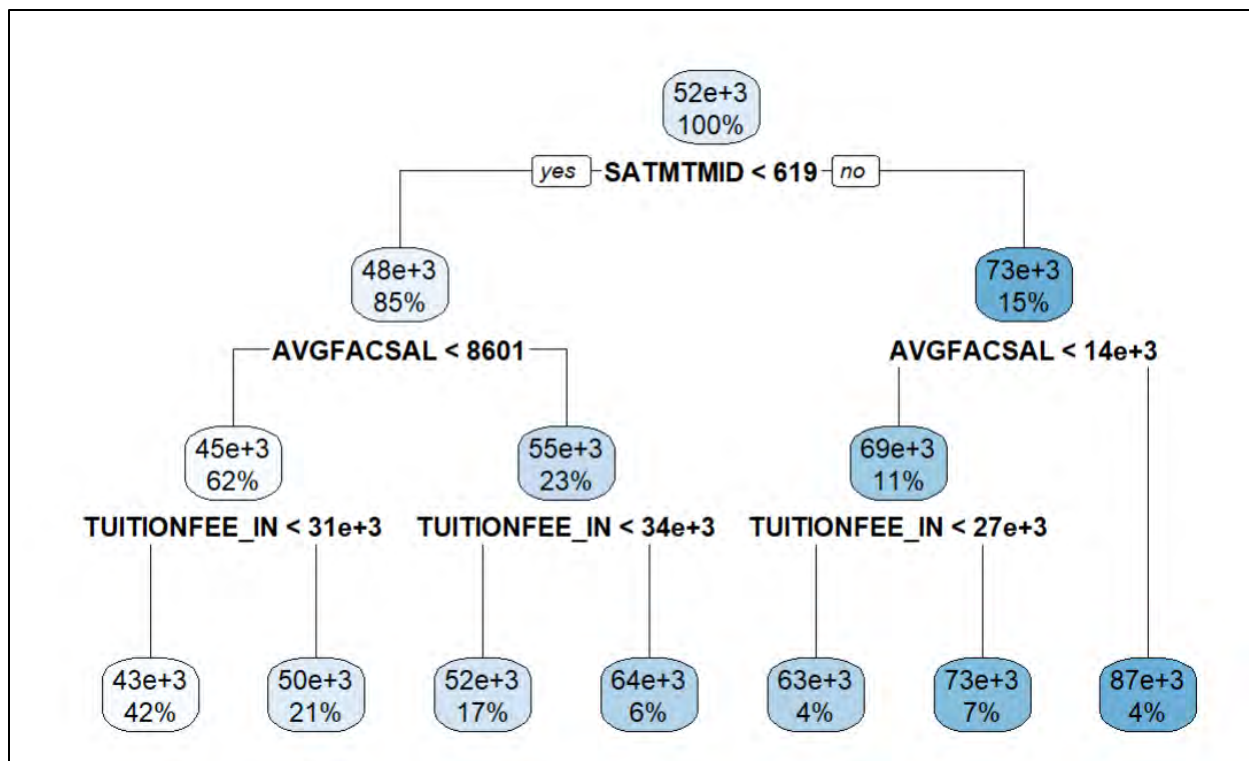 52e+3
100%
yes SATMTMID < 619 no
48e+3
85%
73e+3
15%
AVGFACSAL < 8601
AVGFACSAL < 14e+3
45e+3
62%
55e+3
23%
69e+3
11%
TUITIONFEE_IN < 31e+3
TUITIONFEE_IN < 34e+3
TUITIONFEE_IN < 27e+3
43e+3
42%
50e+3
21%
52e+3
17%
64e+3
6%
63e+3
4%
73e+3
7%
87e+3
4%